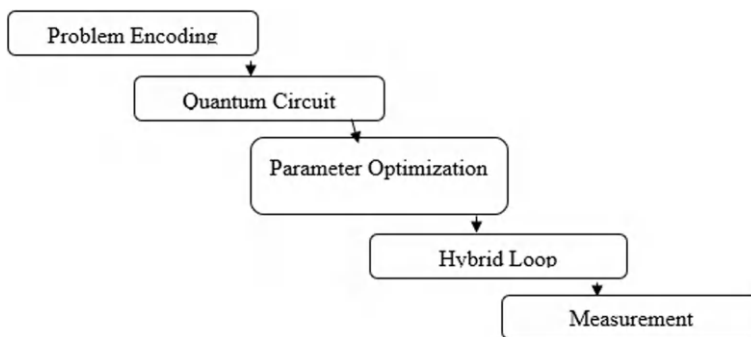 Problem Encoding
Quantum Circuit
Parameter Optimization
Hybrid Loop
Measurement